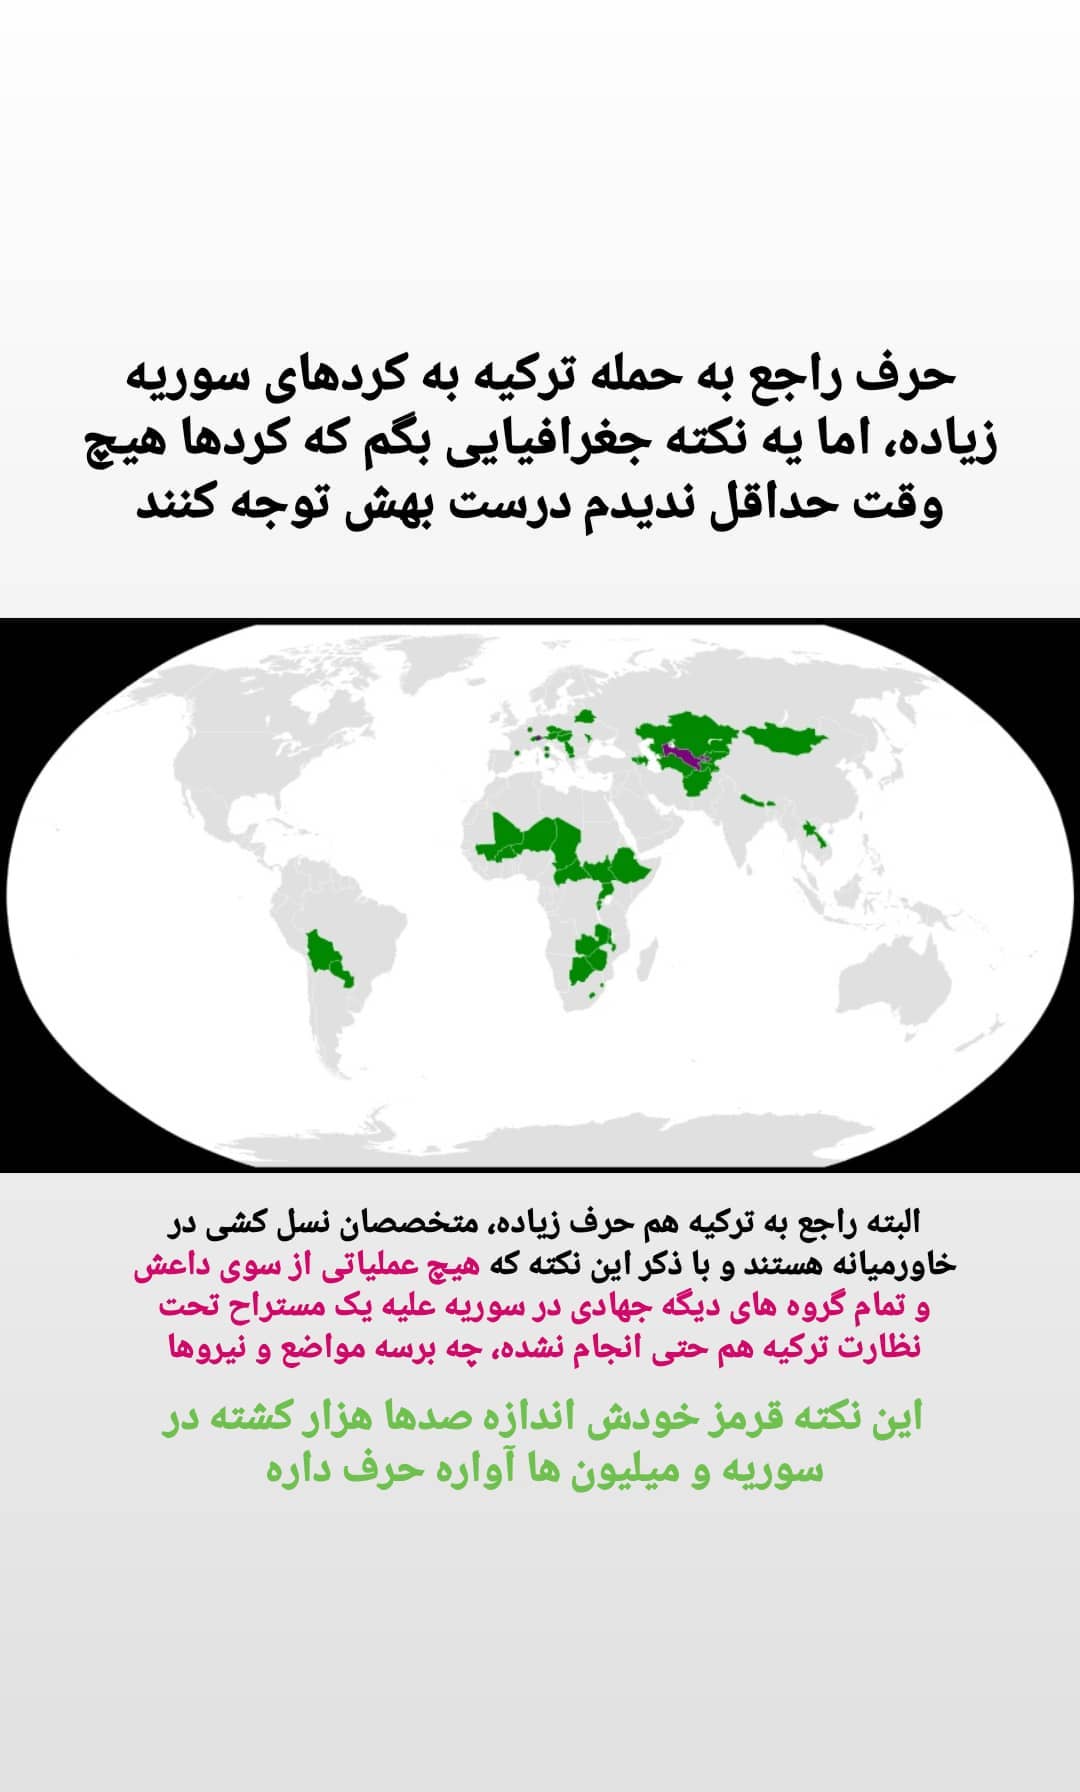 حرف راجع به حمله ترکیه به کردهای سوریه
زیاده، اما یه نکته جغرافیایی بگم که کردها هیچ
وقت حداقل ندیدم درست بهش توجه کنند
البته راجع به ترکیه هم حرف زیاده، متخصصان نسل کشی در
خاورمیانه هستند و با ذکر این نکته که هیچ عملیاتی از سوی داعش
و تمام گروه های دیگه جهادی در سوریه علیه یک مستراح تحت
نظارت ترکیه هم حتی انجام نشده، چه برسه مواضع و نیروها
این نکته قرمز خودش اندازه صدها هزار کشته در
سوریه و میلیون ها آواره حرف داره